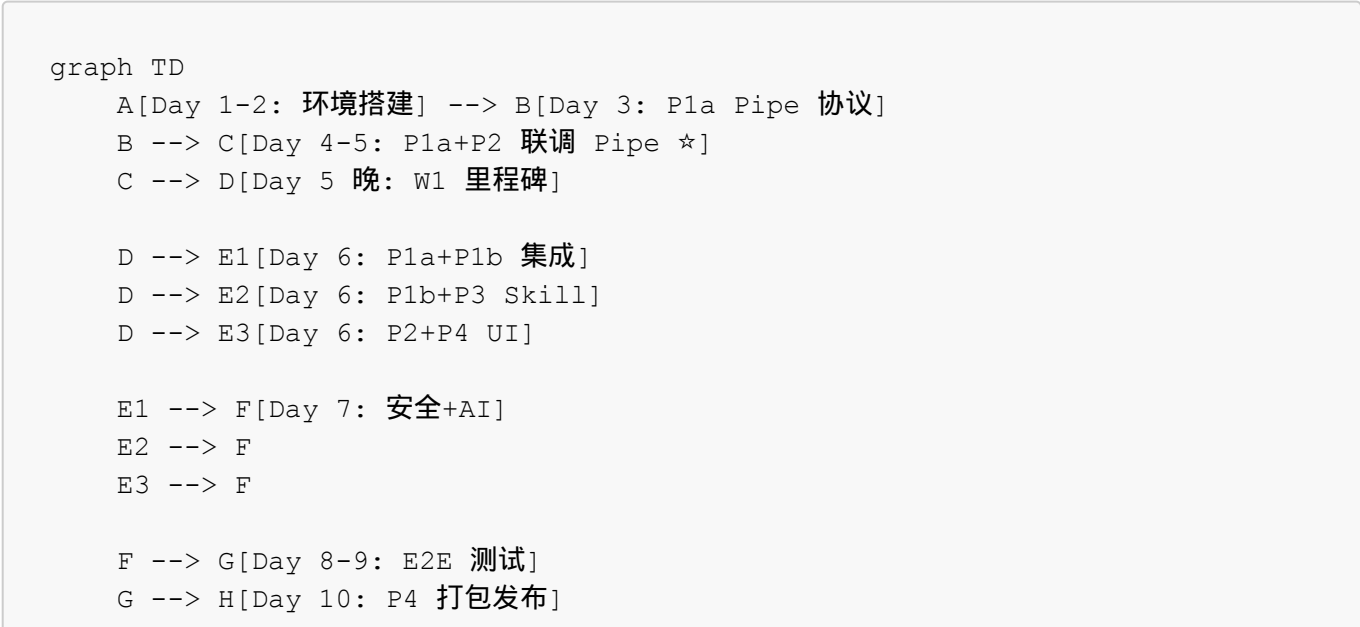 graph TD
A[Day 1-2: 环境搭建] --> B[Day 3: P1a Pipe 协议]
B --> C[Day 4-5: P1a+P2 联调 Pipe ⭐]
C --> D[Day 5 晚: W1 里程碑]
D --> E1[Day 6: P1a+P1b 集成]
D --> E2[Day 6: P1b+P3 Skill]
D --> E3[Day 6: P2+P4 UI]
E1 --> F[Day 7: 安全+AI]
E2 --> F
E3 --> F
F --> G[Day 8-9: E2E 测试]
G --> H[Day 10: P4 打包发布]